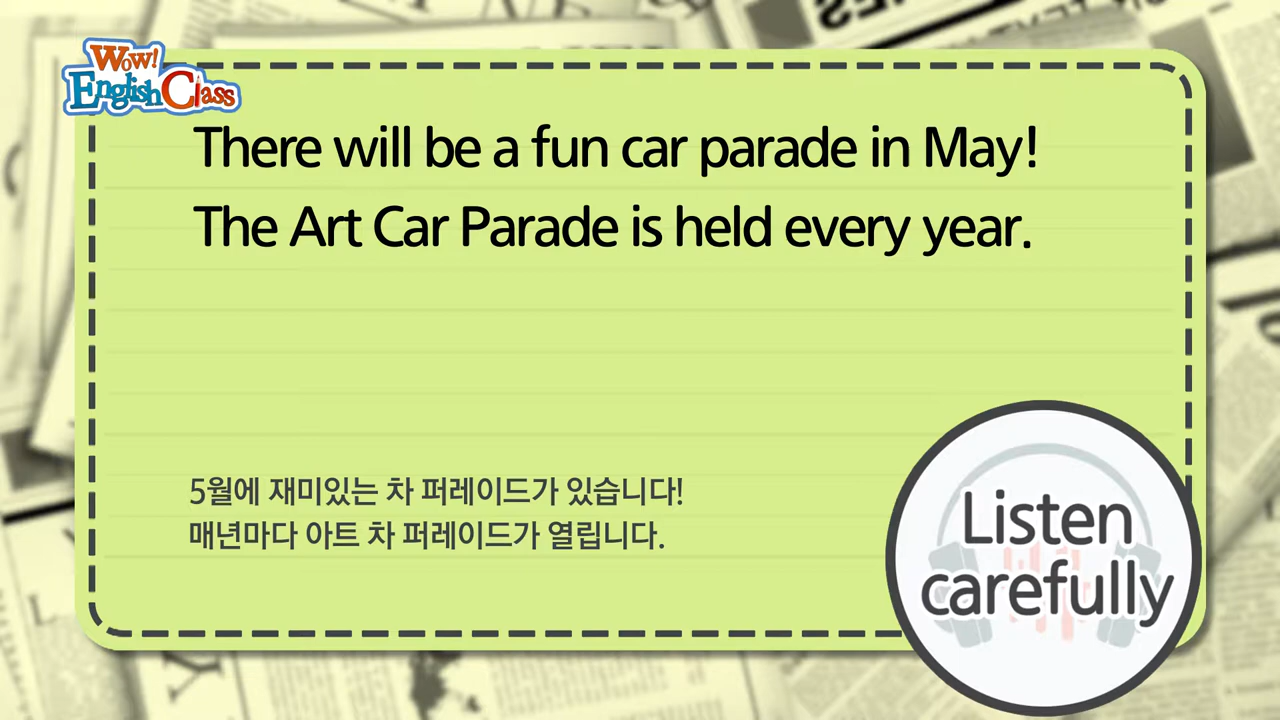 Wow!
English Class
There will be a fun car parade in May!
The Art Car Parade is held every year.
5월에 재미있는 차 퍼레이드가 있습니다!
매년마다 아트 차 퍼레이드가 열립니다.
Listen
carefully